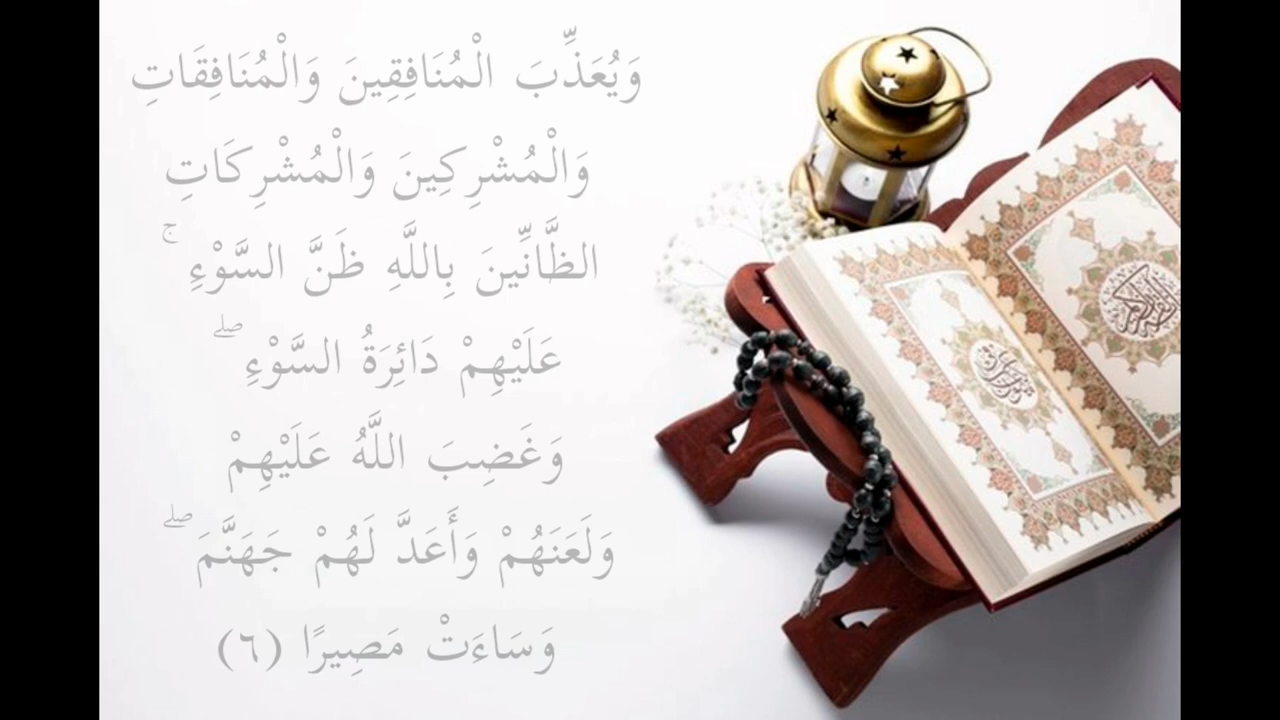 وَيُعَذِّبَ الْمُنَافِقِينَ وَالْمُنَافِقَاتِ
وَالْمُشْرِكِينَ وَالْمُشْرِكَاتِ
الظَّانِّينَ بِاللَّهِ ظَنَّ السَّوْءِ ۚ
عَلَيْهِمْ دَائِرَةُ السَّوْءِ ۖ
وَغَضِبَ اللَّهُ عَلَيْهِمْ
وَلَعَنَهُمْ وَأَعَدَّ لَهُمْ جَهَنَّمَ ۖ
وَسَاءَتْ مَصِيرًا (٦)